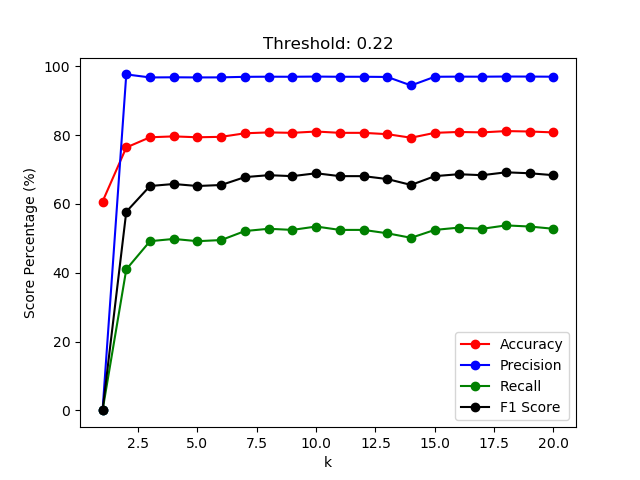 Threshold: 0.22
Score Percentage (%)
100
80
60
40
20
0
2.5 5.0 7.5 10.0 12.5 15.0 17.5 20.0
k
Accuracy
Precision
Recall
F1 Score